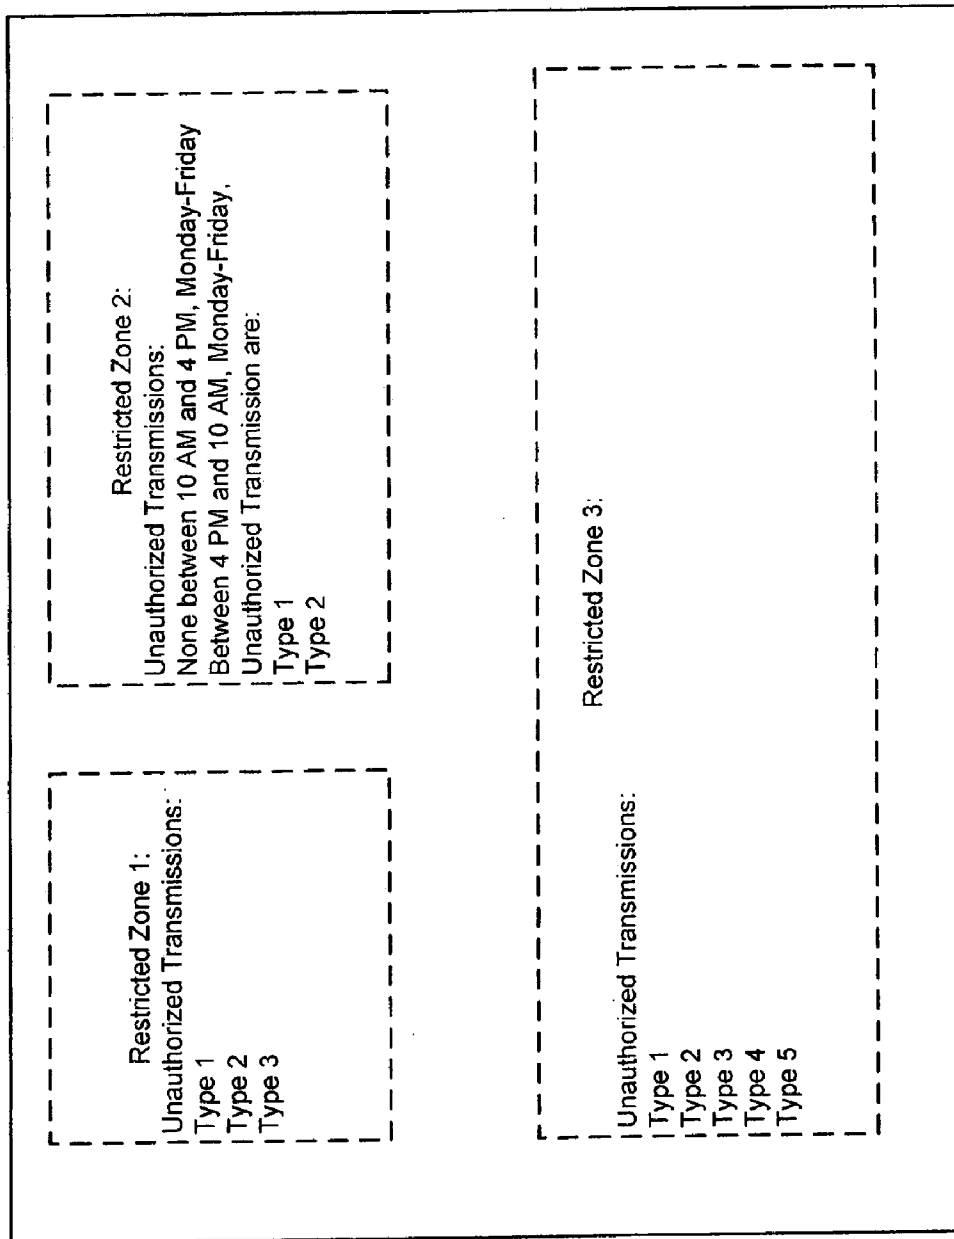 Restricted Zone 1:
Unauthorized Transmissions:
Type 1
Type 2
Type 3
Restricted Zone 2:
Unauthorized Transmissions:
None between 10 AM and 4 PM, Monday-Friday
Between 4 PM and 10 AM, Monday-Friday,
Unauthorized Transmission are:
Type 1
Type 2
Restricted Zone 3:
Unauthorized Transmissions:
Type 1
Type 2
Type 3
Type 4
Type 5